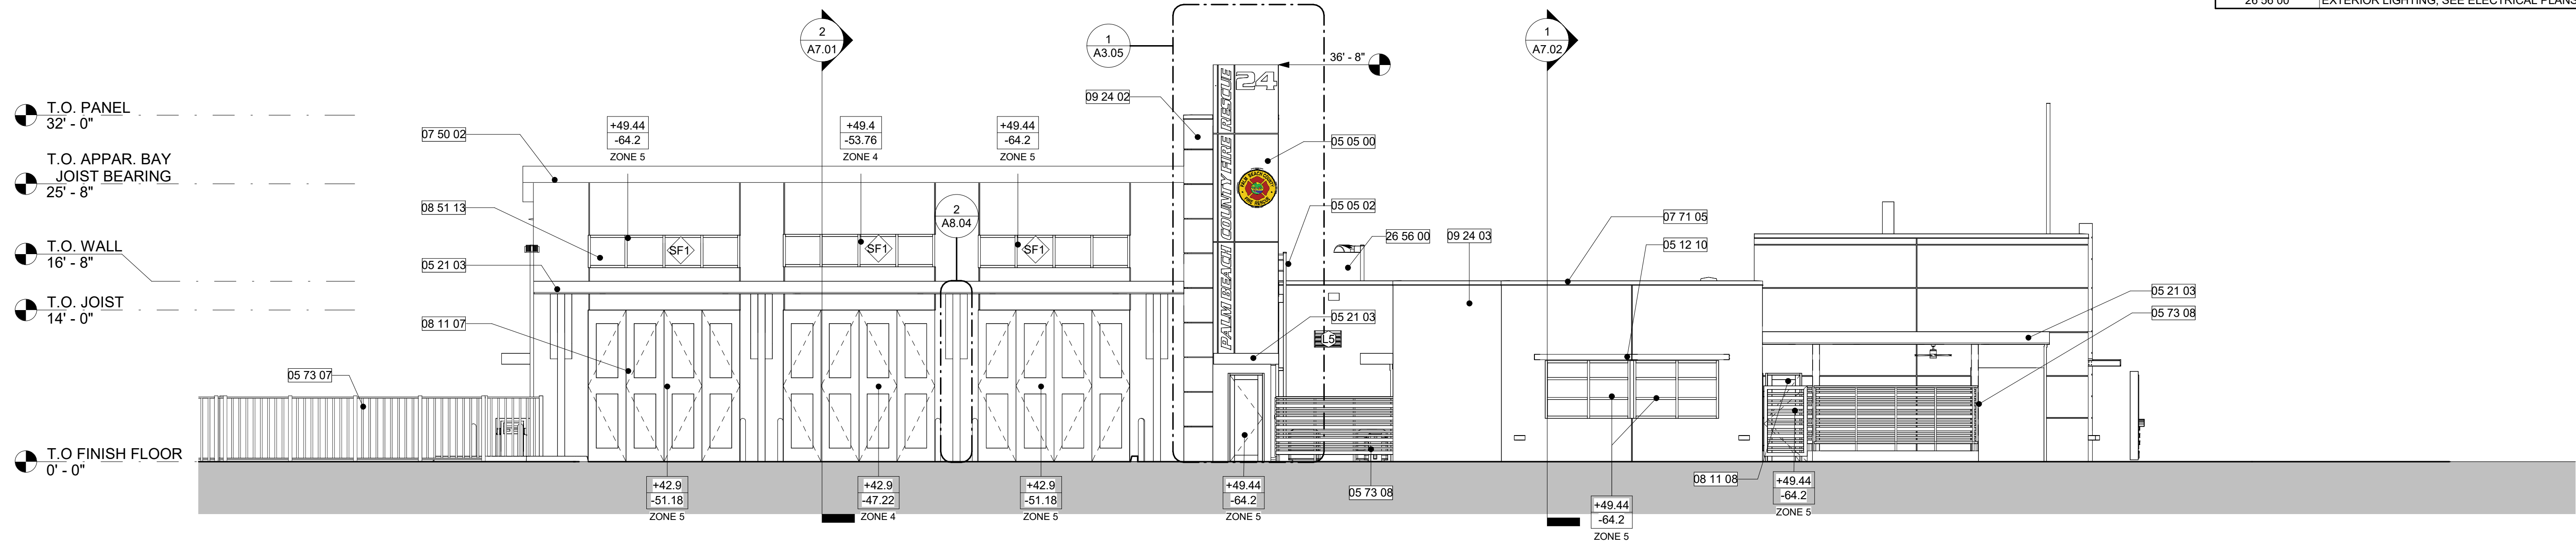 26 56 00 EXTERIOR LIGHTING, SEE ELECTRICAL PLANS
2
A7.01
1
A3.05
1
A7.02
36' - 8"
T.O. PANEL
32' - 0"
T.O. APPAR. BAY
JOIST BEARING
25' - 8"
T.O. WALL
16' - 8"
T.O. JOIST
14' - 0"
T.O FINISH FLOOR
0' - 0"
07 50 02
08 51 13
05 21 03
08 11 07
05 73 07
+49.44
-64.2
ZONE 5
+49.4
-53.76
ZONE 4
+49.44
-64.2
ZONE 5
SF1
SF1
SF1
2
A8.04
09 24 02
24
PALM BEACH COUNTY FIRE RESCUE
PALM BEACH COUNTY
FIRE RESCUE
05 05 00
05 05 02
26 56 00
09 24 03
05 21 03
L5
07 71 05
05 12 10
05 21 03
05 73 08
+42.9
-51.18
ZONE 5
+42.9
-47.22
ZONE 4
+42.9
-51.18
ZONE 5
+49.44
-64.2
ZONE 5
05 73 08
+49.44
-64.2
ZONE 5
08 11 08
+49.44
-64.2
ZONE 5